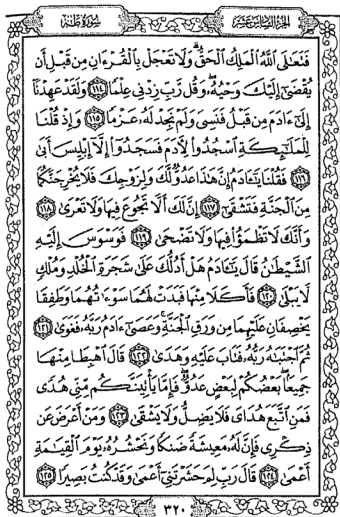 الجزء السادس عشر
سورة طه
فَتَعَٰلَى ٱللَّهُ ٱلْمَلِكُ ٱلْحَقُّ ۗ وَلَا تَعْجَلْ بِٱلْقُرْءَانِ مِن قَبْلِ أَن
يُقْضَىٰٓ إِلَيْكَ وَحْيُهُۥ ۖ وَقُل رَّبِّ زِدْنِى عِلْمًا ١١٤ وَلَقَدْ عَهِدْنَآ
إِلَىٰٓ ءَادَمَ مِن قَبْلُ فَنَسِىَ وَلَمْ نَجِدْ لَهُۥ عَزْمًا ١١٥ وَإِذْ قُلْنَا
لِلْمَلَٰٓئِكَةِ ٱسْجُدُوا۟ لِءَادَمَ فَسَجَدُوٓا۟ إِلَّآ إِبْلِيسَ أَبَىٰ
١١٦ فَقُلْنَا يَٰٓـَٔادَمُ إِنَّ هَٰذَا عَدُوٌّ لَّكَ وَلِزَوْجِكَ فَلَا يُخْرِجَنَّكُمَا
مِنَ ٱلْجَنَّةِ فَتَشْقَىٰٓ ١١٧ إِنَّ لَكَ أَلَّا تَجُوعَ فِيهَا وَلَا تَعْرَىٰ ١١٨
وَأَنَّكَ لَا تَظْمَؤُا۟ فِيهَا وَلَا تَضْحَىٰ ١١٩ فَوَسْوَسَ إِلَيْهِ
ٱلشَّيْطَٰنُ قَالَ يَٰٓـَٔادَمُ هَلْ أَدُلُّكَ عَلَىٰ شَجَرَةِ ٱلْخُلْدِ وَمُلْكٍ
لَّا يَبْلَىٰ ١٢٠ فَأَكَلَا مِنْهَا فَبَدَتْ لَهُمَا سَوْءَٰتُهُمَا وَطَفِقَا
يَخْصِفَانِ عَلَيْهِمَا مِن وَرَقِ ٱلْجَنَّةِ ۚ وَعَصَىٰٓ ءَادَمُ رَبَّهُۥ فَغَوَىٰ ١٢١
ثُمَّ ٱجْتَبَٰهُ رَبُّهُۥ فَتَابَ عَلَيْهِ وَهَدَىٰ ١٢٢ قَالَ ٱهْبِطَا مِنْهَا
جَمِيعًۢا ۖ بَعْضُكُمْ لِبَعْضٍ عَدُوٌّ ۖ فَإِمَّا يَأْتِيَنَّكُم مِّنِّى هُدًى
فَمَنِ ٱتَّبَعَ هُدَاىَ فَلَا يَضِلُّ وَلَا يَشْقَىٰ ١٢٣ وَمَنْ أَعْرَضَ عَن
ذِكْرِى فَإِنَّ لَهُۥ مَعِيشَةً ضَنكًا وَنَحْشُرُهُۥ يَوْمَ ٱلْقِيَٰمَةِ
أَعْمَىٰ ١٢٤ قَالَ رَبِّ لِمَ حَشَرْتَنِىٓ أَعْمَىٰ وَقَدْ كُنتُ بَصِيرًا ١٢٥
٣٢٠